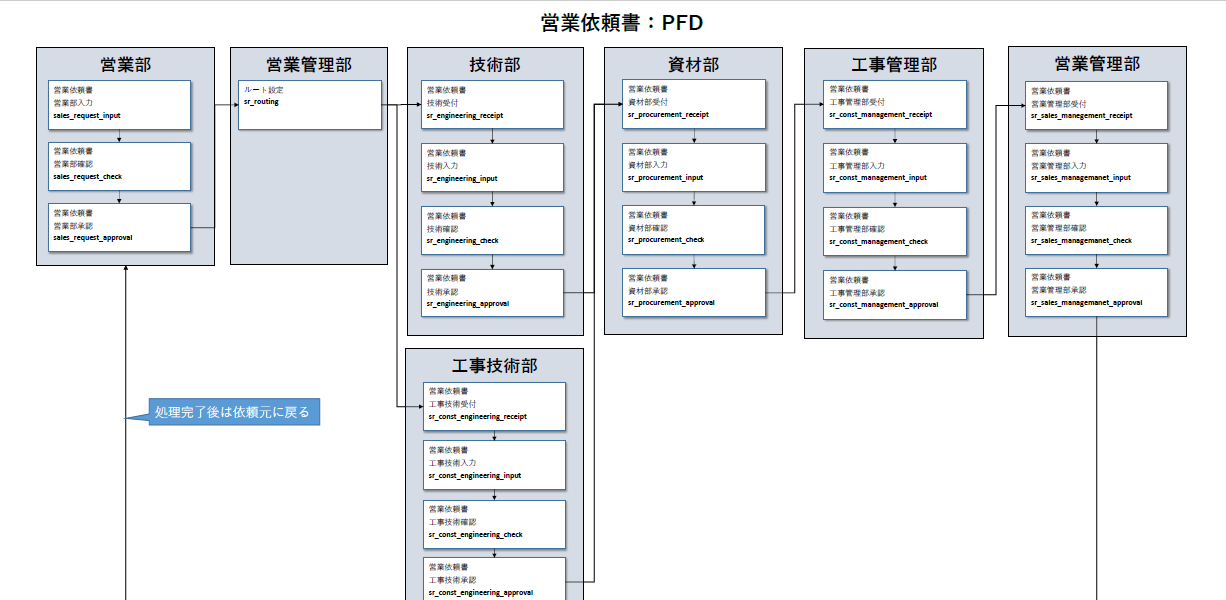 営業依頼書：PFD
営業部
営業依頼書
営業部入力
sales_request_input
営業依頼書
営業部確認
sales_request_check
営業依頼書
営業部承認
sales_request_approval
営業管理部
ルート設定
sr_routing
技術部
営業依頼書
技術受付
sr_engineering_receipt
営業依頼書
技術入力
sr_engineering_input
営業依頼書
技術確認
sr_engineering_check
営業依頼書
技術承認
sr_engineering_approval
資材部
営業依頼書
資材部受付
sr_procurement_receipt
営業依頼書
資材部入力
sr_procurement_input
営業依頼書
資材部確認
sr_procurement_check
営業依頼書
資材部承認
sr_procurement_approval
工事管理部
営業依頼書
工事管理部受付
sr_const_management_receipt
営業依頼書
工事管理部入力
sr_const_management_input
営業依頼書
工事管理部確認
sr_const_management_check
営業依頼書
工事管理部承認
sr_const_management_approval
営業管理部
営業依頼書
営業管理部受付
sr_sales_management_receipt
営業依頼書
営業管理部入力
sr_sales_managemanet_input
営業依頼書
営業管理部確認
sr_sales_managemanet_check
営業依頼書
営業管理部承認
sr_sales_managemanet_approval
工事技術部
営業依頼書
工事技術受付
sr_const_engineering_receipt
営業依頼書
工事技術入力
sr_const_engineering_input
営業依頼書
工事技術確認
sr_const_engineering_check
営業依頼書
工事技術承認
sr_const_engineering_approval
処理完了後は依頼元に戻る